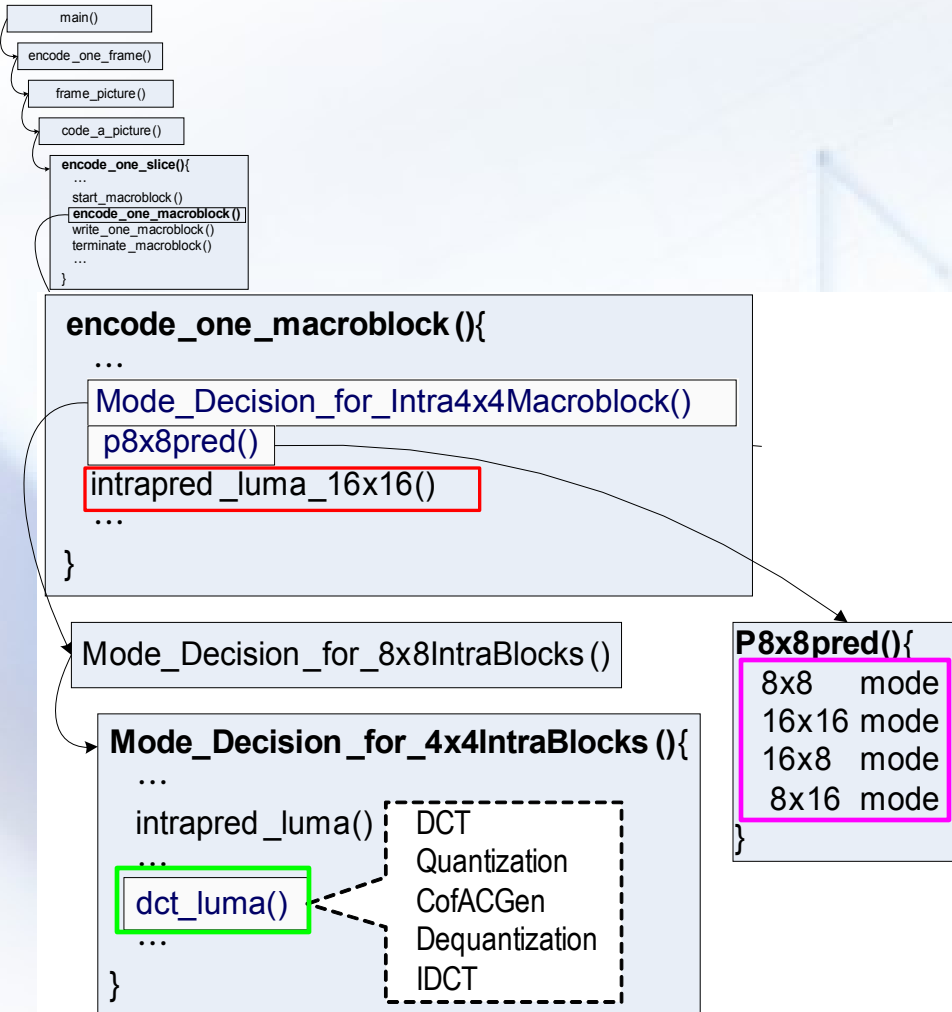 main()
encode_one_frame()
frame_picture()
code_a_picture()
encode_one_slice(){
...
start_macroblock()
encode_one_macroblock()
write_one_macroblock()
terminate_macroblock()
...
}
encode_one_macroblock(){
...
Mode_Decision_for_Intra4x4Macroblock()
p8x8pred()
intrapred_luma_16x16()
...
}
Mode_Decision_for_8x8IntraBlocks()
P8x8pred(){
8x8 mode
16x16 mode
16x8 mode
8x16 mode
}
Mode_Decision_for_4x4IntraBlocks(){
...
intrapred_luma()
...
dct_luma()
...
}
DCT
Quantization
CofACGen
Dequantization
IDCT